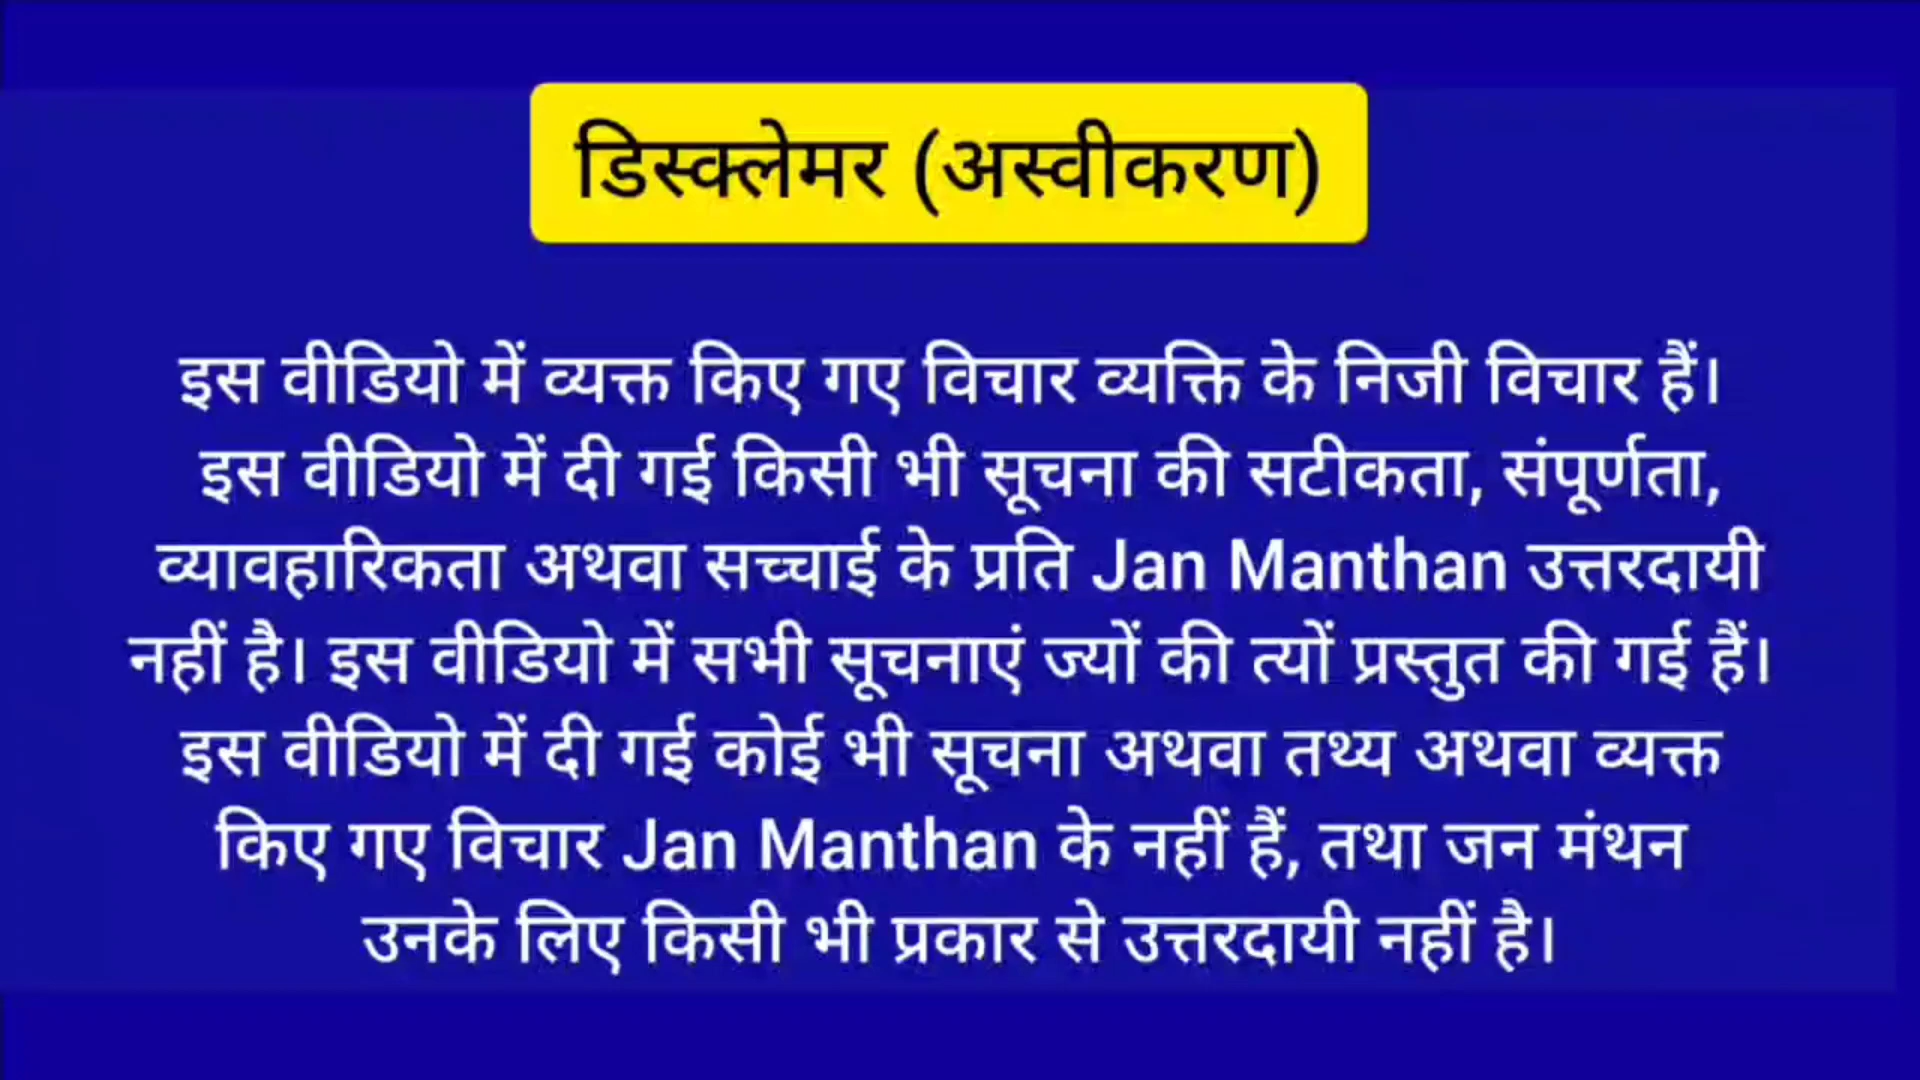 डिस्क्लेमर (अस्वीकरण)
इस वीडियो में व्यक्त किए गए विचार व्यक्ति के निजी विचार हैं।
इस वीडियो में दी गई किसी भी सूचना की सटीकता, संपूर्णता,
व्यावहारिकता अथवा सच्चाई के प्रति Jan Manthan उत्तरदायी
नहीं है। इस वीडियो में सभी सूचनाएं ज्यों की त्यों प्रस्तुत की गई हैं।
इस वीडियो में दी गई कोई भी सूचना अथवा तथ्य अथवा व्यक्त
किए गए विचार Jan Manthan के नहीं हैं, तथा जन मंथन
उनके लिए किसी भी प्रकार से उत्तरदायी नहीं है।